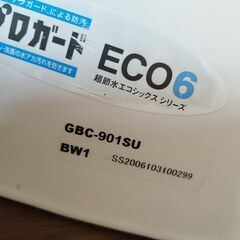 ラガード」による防汚
プロガード
・洗面の水アカ汚れを防ぎます
ECO6
超節水エコシックス シリーズ
GBC-901SU
BW1 SS2006103100299